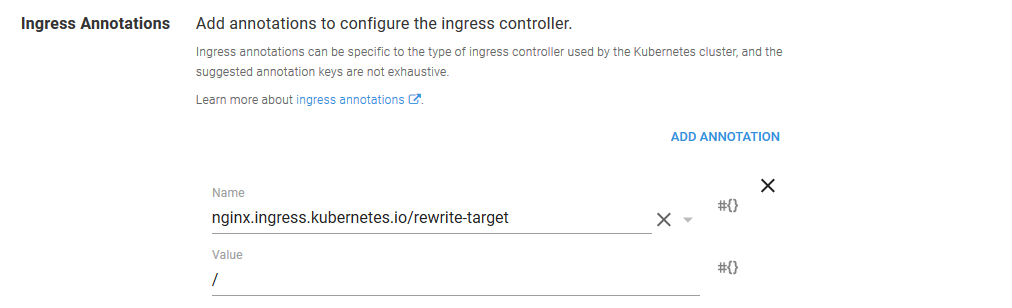 Ingress Annotations
Add annotations to configure the ingress controller.
Ingress annotations can be specific to the type of ingress controller used by the Kubernetes cluster, and the
suggested annotation keys are not exhaustive.
Learn more about ingress annotations.
ADD ANNOTATION
Name
nginx.ingress.kubernetes.io/rewrite-target
#{}
Value
/
#{}